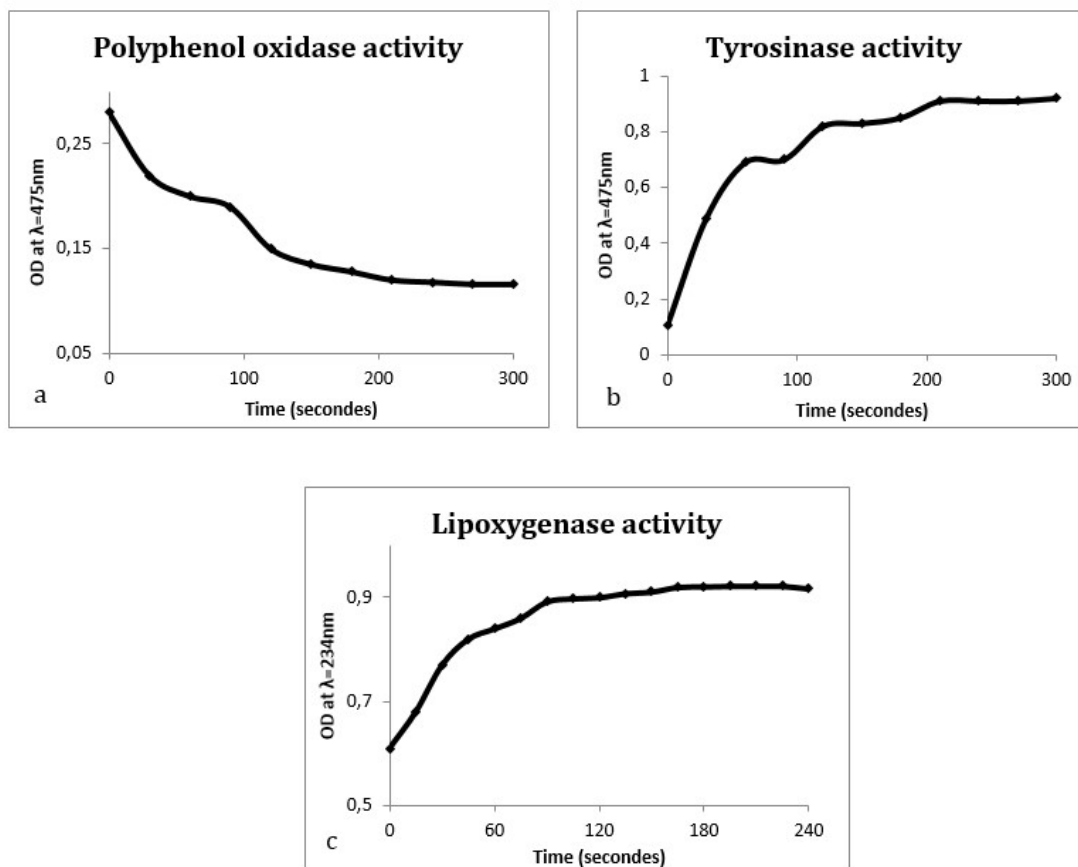 Polyphenol oxidase activity
OD at λ=475nm
0,25
0,15
0,05
0 100 200 300
Time (secondes)
a
Tyrosinase activity
OD at λ=475nm
1
0,8
0,6
0,4
0,2
0
0 100 200 300
Time (secondes)
b
Lipoxygenase activity
OD at λ=234nm
0,9
0,7
0,5
0 60 120 180 240
Time (secondes)
c